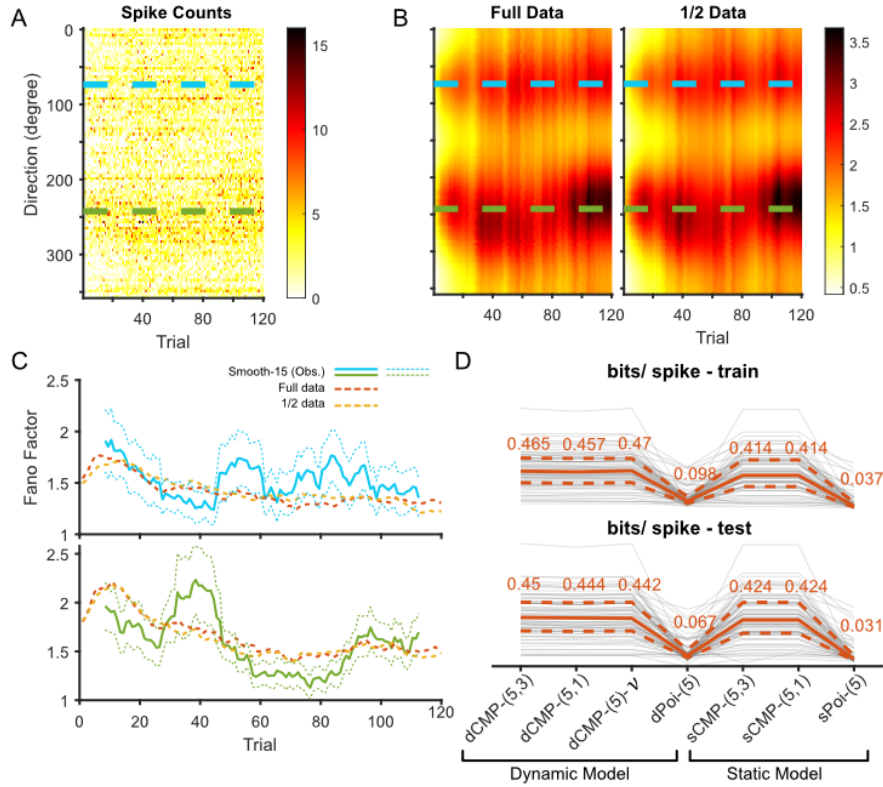 A
Spike Counts
0
100
200
300
Direction (degree)
40
80
120
Trial
15
10
5
0
B
Full Data
1/2 Data
40
80
120
40
80
120
Trial
3.5
3
2.5
2
1.5
1
0.5
C
Smooth-15 (Obs.)
Full data
1/2 data
2.5
2
1.5
1
Fano Factor
2.5
2
1.5
1
0
20
40
60
80
100
120
Trial
D
bits/ spike - train
0.465
0.457
0.47
0.098
0.414
0.414
0.037
bits/ spike - test
0.45
0.444
0.442
0.067
0.424
0.424
0.031
dCMP-(5,3)
dCMP-(5,1)
dCMP-(5)-ν
dPoi-(5)
sCMP-(5,3)
sCMP-(5,1)
sPoi-(5)
Dynamic Model
Static Model